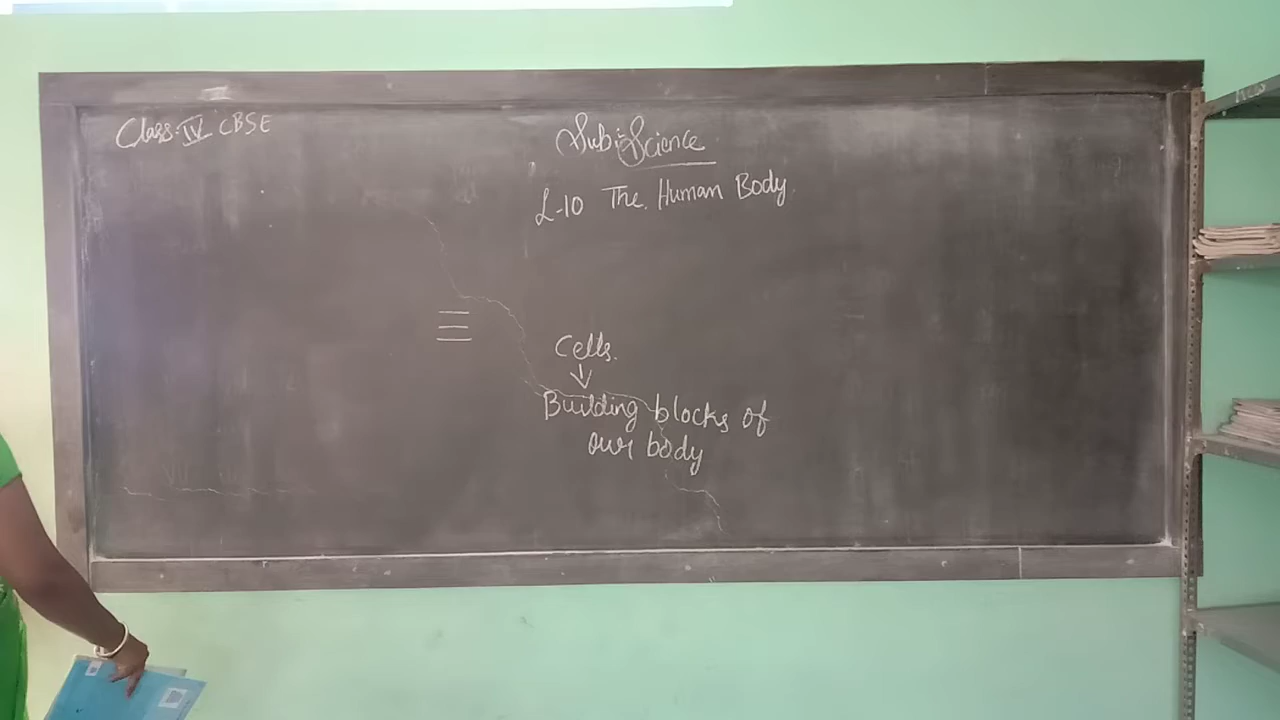 Class: IV CBSE
Sub: Science
L-10 The Human Body
Cells.
↓
Building blocks of
our body